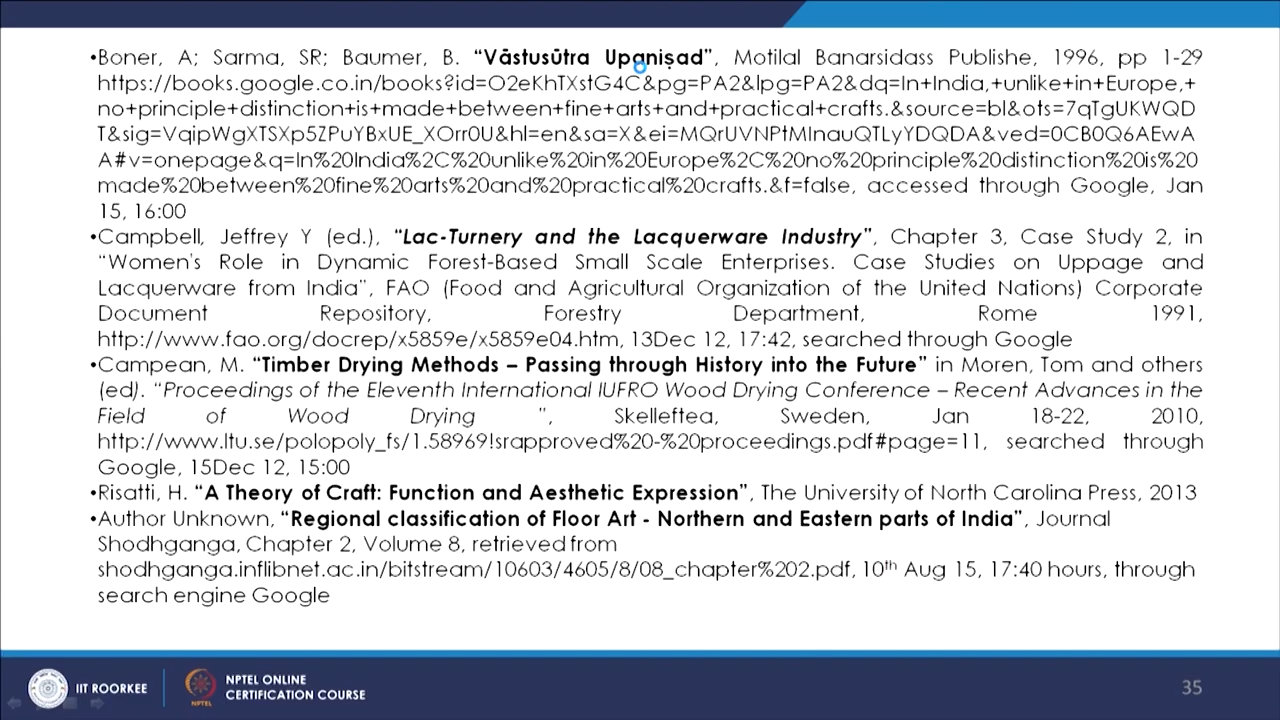 •Boner, A; Sarma, SR; Baumer, B. “Vāstusūtra Upaniṣad”, Motilal Banarsidass Publishe, 1996, pp 1-29
https://books.google.co.in/books?id=O2eKhTXstG4C&pg=PA2&lpg=PA2&dq=In+India,+unlike+in+Europe,+
no+principle+distinction+is+made+between+fine+arts+and+practical+crafts.&source=bl&ots=7qTgUKWQD
T&sig=VqjpWgXTSXp5ZPuYBxUE_XOrr0U&hl=en&sa=X&ei=MQrUVNPtMInauQTLyYDQDA&ved=0CB0Q6AEwA
A#v=onepage&q=In%20India%2C%20unlike%20in%20Europe%2C%20no%20principle%20distinction%20is%20
made%20between%20fine%20arts%20and%20practical%20crafts.&f=false, accessed through Google, Jan
15, 16:00
•Campbell, Jeffrey Y (ed.), “Lac-Turnery and the Lacquerware Industry”, Chapter 3, Case Study 2, in
“Women's Role in Dynamic Forest-Based Small Scale Enterprises. Case Studies on Uppage and
Lacquerware from India”, FAO (Food and Agricultural Organization of the United Nations) Corporate
Document Repository, Forestry Department, Rome 1991,
http://www.fao.org/docrep/x5859e/x5859e04.htm, 13Dec 12, 17:42, searched through Google
•Campean, M. “Timber Drying Methods – Passing through History into the Future” in Moren, Tom and others
(ed). “Proceedings of the Eleventh International IUFRO Wood Drying Conference – Recent Advances in the
Field of Wood Drying ”, Skelleftea, Sweden, Jan 18-22, 2010,
http://www.ltu.se/polopoly_fs/1.58969!srapproved%20-%20proceedings.pdf#page=11, searched through
Google, 15Dec 12, 15:00
•Risatti, H. “A Theory of Craft: Function and Aesthetic Expression”, The University of North Carolina Press, 2013
•Author Unknown, “Regional classification of Floor Art - Northern and Eastern parts of India”, Journal
Shodhganga, Chapter 2, Volume 8, retrieved from
shodhganga.inflibnet.ac.in/bitstream/10603/4605/8/08_chapter%202.pdf, 10th Aug 15, 17:40 hours, through
search engine Google
IIT ROORKEE
NPTEL
NPTEL ONLINE
CERTIFICATION COURSE
35